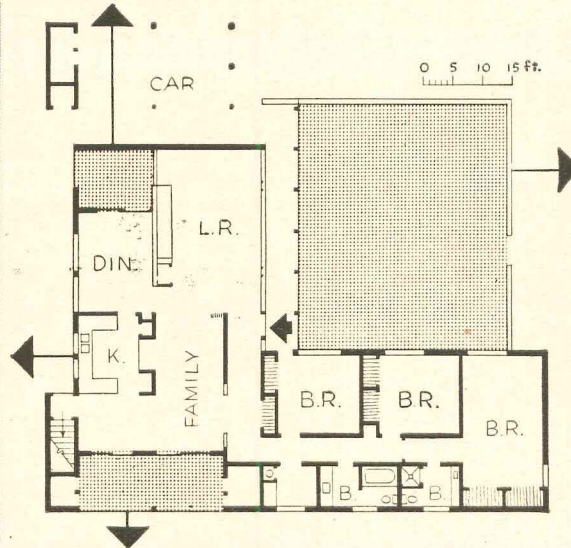 CAR
0 5 10 15 ft.
L.R.
DIN
K.
FAMILY
B.R.
B.R.
B.R.
B.
B.